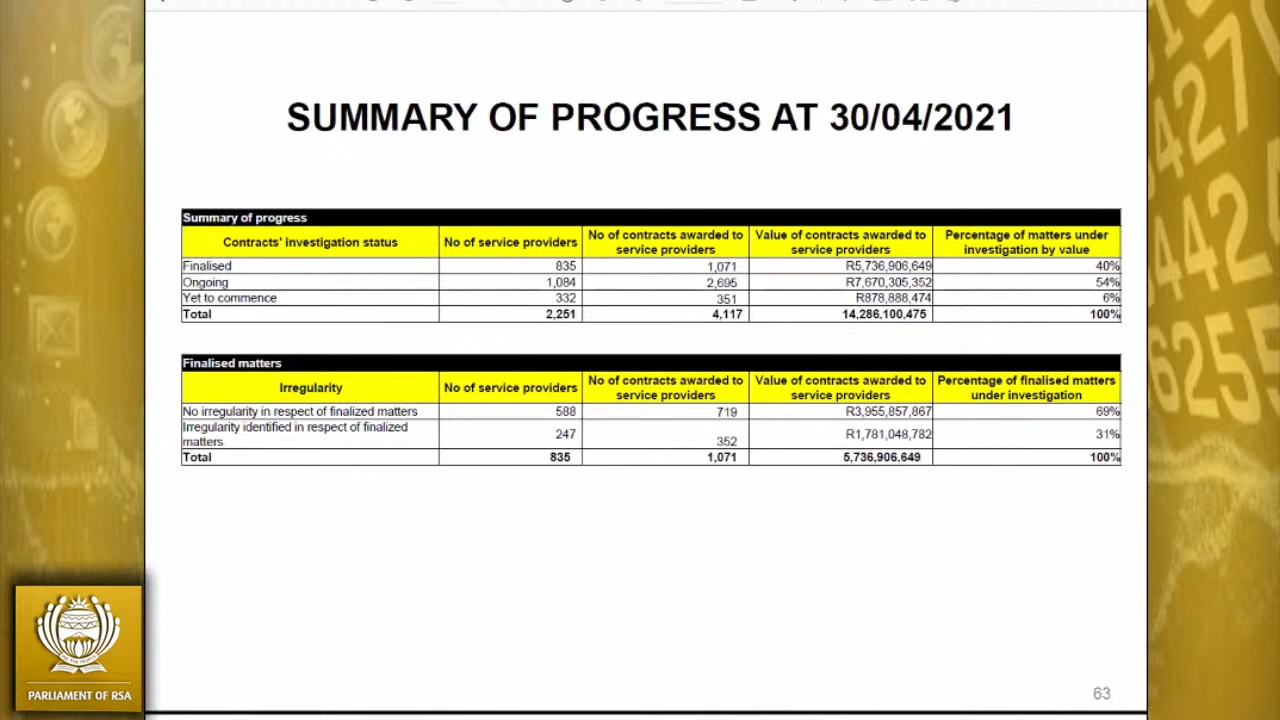 SUMMARY OF PROGRESS AT 30/04/2021
Summary of progress
Contracts' investigation status No of service providers No of contracts awarded to service providers Value of contracts awarded to service providers Percentage of matters under investigation by value
Finalised 835 1,071 R5,736,906,649 40%
Ongoing 1,084 2,695 R7,670,305,352 54%
Yet to commence 332 351 R878,888,474 6%
Total 2,251 4,117 14,286,100,475 100%
Finalised matters
Irregularity No of service providers No of contracts awarded to service providers Value of contracts awarded to service providers Percentage of finalised matters under investigation
No irregularity in respect of finalized matters 588 719 R3,955,857,867 69%
Irregularity identified in respect of finalized matters 247 352 R1,781,048,782 31%
Total 835 1,071 5,736,906,649 100%
PARLIAMENT OF RSA
63